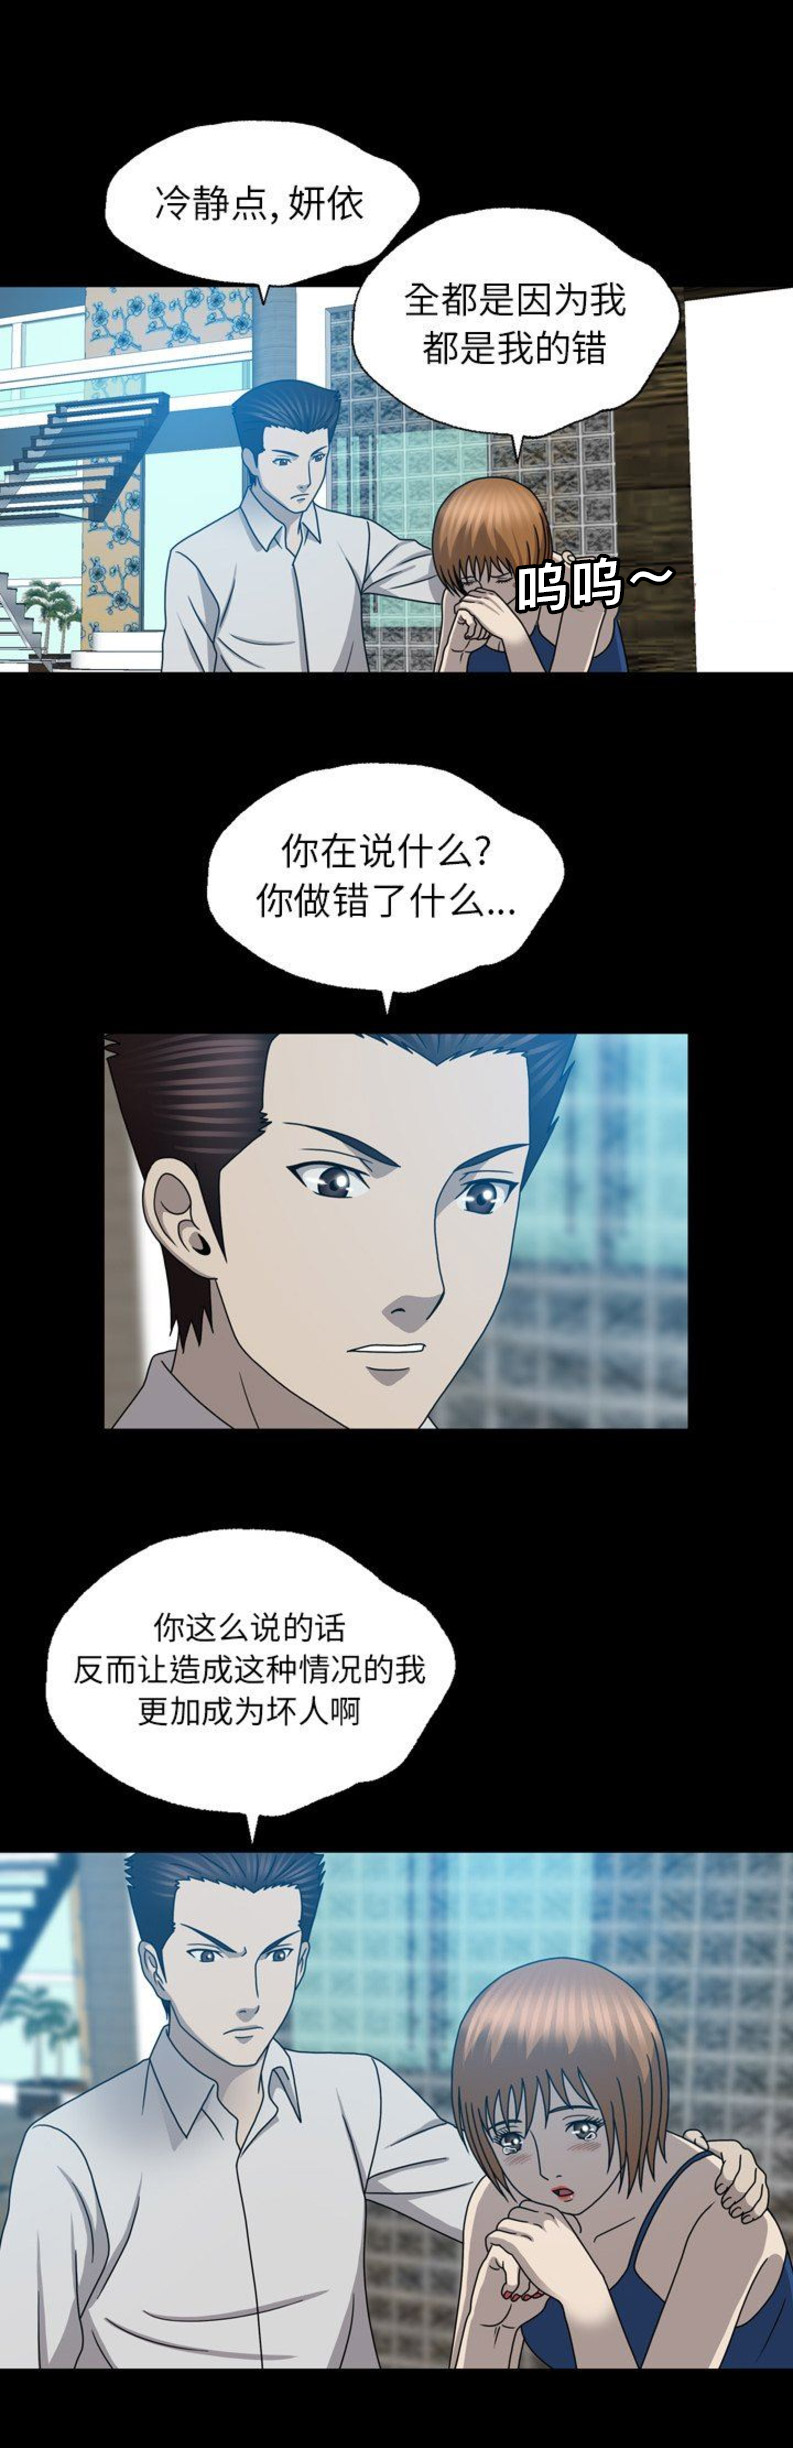 冷静点, 妍依
全都是因为我
都是我的错
呜呜～
你在说什么?
你做错了什么...
你这么说的话
反而让造成这种情况的我
更加成为坏人啊